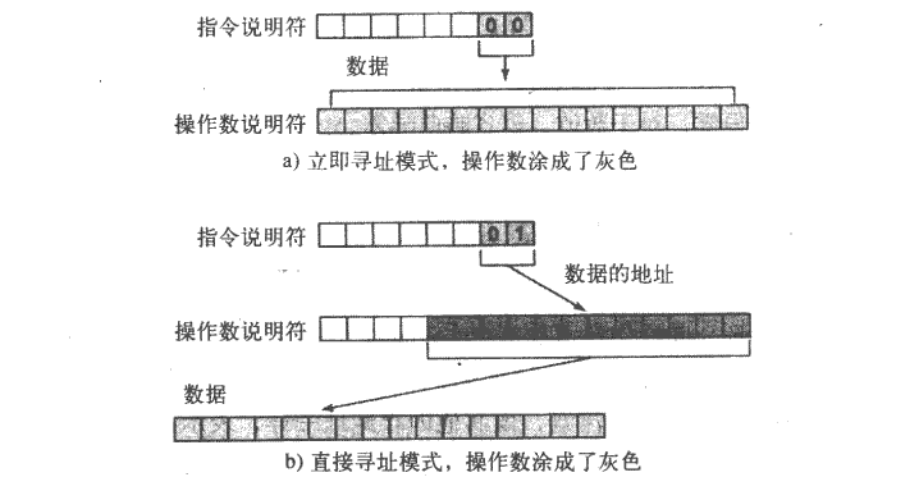 指令说明符 0 0
数据
操作数说明符
a) 立即寻址模式，操作数涂成了灰色
指令说明符 0 1
数据的地址
操作数说明符
数据
b) 直接寻址模式，操作数涂成了灰色